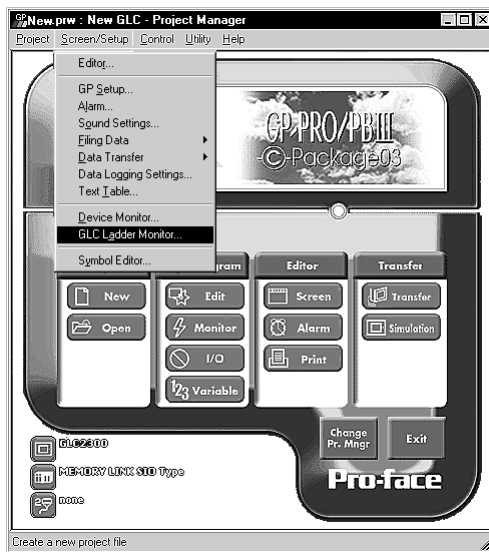 GP New.prw : New GLC - Project Manager
Project Screen/Setup Control Utility Help
Editor...
GP Setup...
Alarm...
Sound Settings...
Filing Data
Data Transfer
Data Logging Settings...
Text Table...
Device Monitor...
GLC Ladder Monitor...
Symbol Editor...
GP-PRO/PBIII
-C-Package03
gram Editor Transfer
New Edit Screen Transfer
Open Monitor Alarm Simulation
I/O Print
123 Variable
Change Pr. Mngr Exit
GLC2300
MEMORY LINK SIO Type
none
Pro-face
Create a new project file